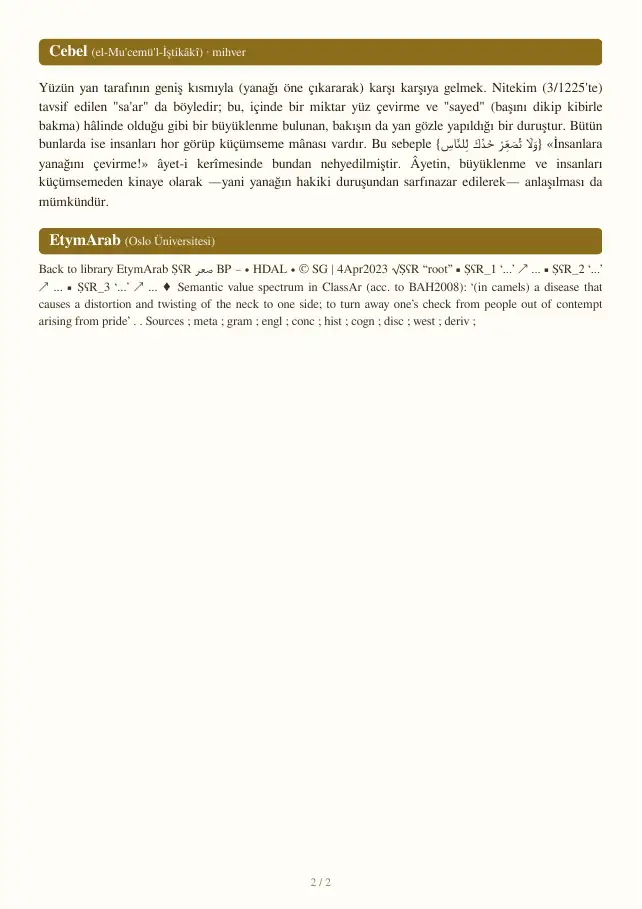 Cebel (el-Mu'cemü'l-İştikâkî) · mihver
Yüzün yan tarafının geniş kısmıyla (yanağı öne çıkararak) karşı karşıya gelmek. Nitekim (3/1225'te)
tavsif edilen "sa'ar" da böyledir; bu, içinde bir miktar yüz çevirme ve "sayed" (başını dikip kibirle
bakma) hâlinde olduğu gibi bir büyüklenme bulunan, bakışın da yan gözle yapıldığı bir duruştur. Bütün
bunlarda ise insanları hor görüp küçümseme mânası vardır. Bu sebeple {وَلَا تُصَعِّرْ خَدَّكَ لِلنَّاسِ} «İnsanlara
yanağını çevirme!» âyet-i kerîmesinde bundan nehyedilmiştir. Âyetin, büyüklenme ve insanları
küçümsemeden kinaye olarak —yani yanağın hakiki duruşundan sarfınazar edilerek— anlaşılması da
mümkündür.
EtymArab (Oslo Üniversitesi)
Back to library EtymArab ṢʕR صعر BP – • HDAL • © SG | 4Apr2023 √ṢʕR “root” ▪ ṢʕR_1 ‘...’ ↗ ... ▪ ṢʕR_2 ‘...’
↗ ... ▪ ṢʕR_3 ‘...’ ↗ ... ♦ Semantic value spectrum in ClassAr (acc. to BAH2008): ‘(in camels) a disease that
causes a distortion and twisting of the neck to one side; to turn away one’s check from people out of contempt
arising from pride’ . . Sources ; meta ; gram ; engl ; conc ; hist ; cogn ; disc ; west ; deriv ;
2 / 2